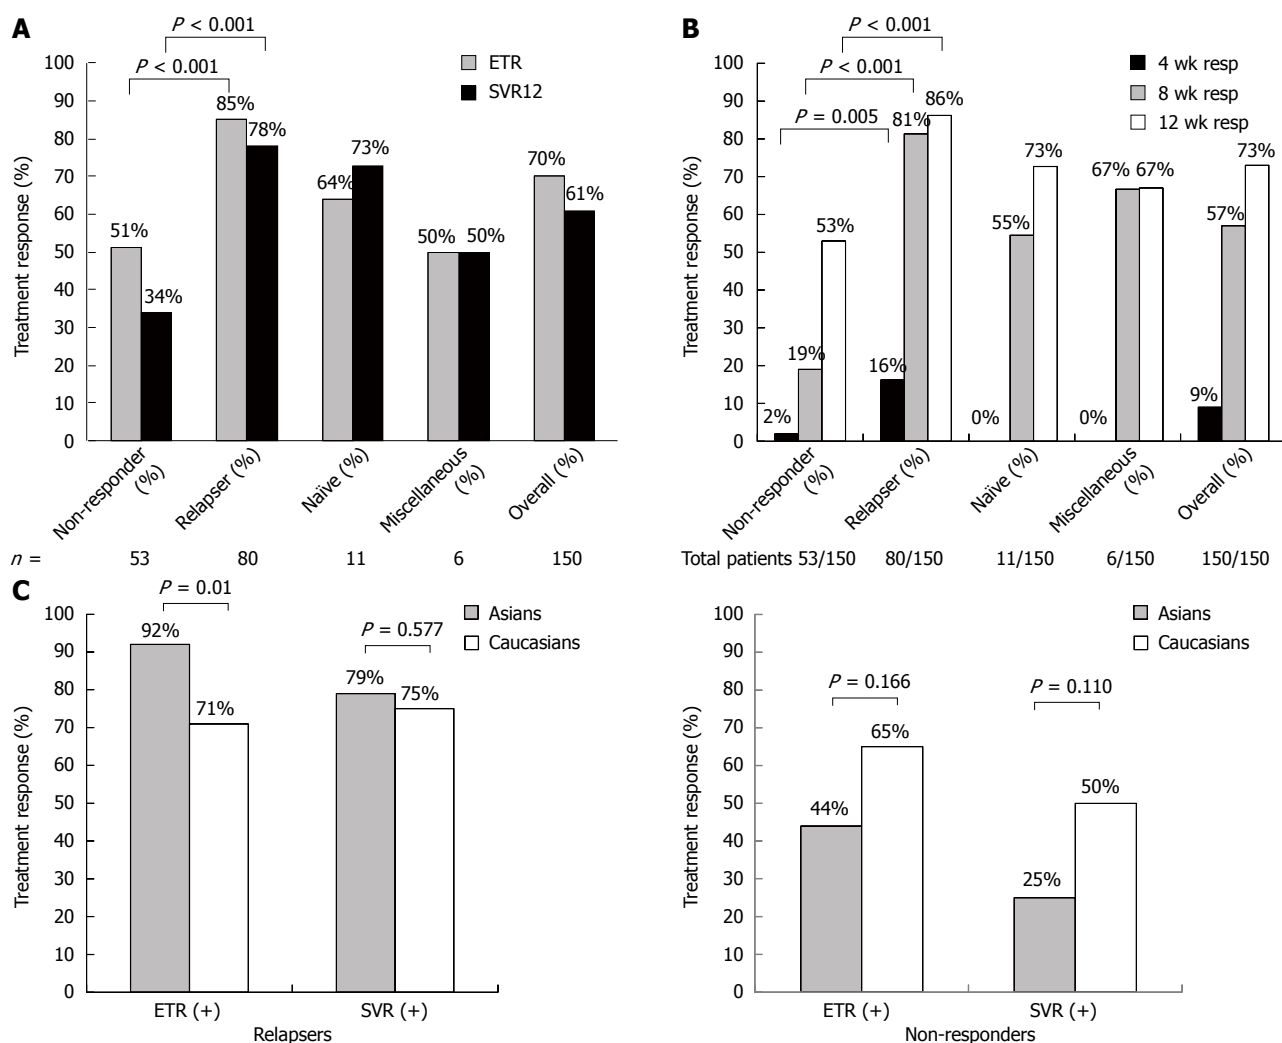 A
P < 0.001
P < 0.001
ETR
SVR12
Treatment response (%)
100
90
80
70
60
50
40
30
20
10
0
51%
34%
85%
78%
64%
73%
50%
50%
70%
61%
Non-responder (%)
Relapser (%)
Naïve (%)
Miscellaneous (%)
Overall (%)
n = 53 80 11 6 150
B
P < 0.001
P < 0.001
P = 0.005
4 wk resp
8 wk resp
12 wk resp
Treatment response (%)
100
90
80
70
60
50
40
30
20
10
0
2%
19%
53%
16%
81%
86%
0%
55%
73%
0%
67%
67%
9%
57%
73%
Non-responder (%)
Relapser (%)
Naïve (%)
Miscellaneous (%)
Overall (%)
Total patients 53/150 80/150 11/150 6/150 150/150
C
P = 0.01
P = 0.577
Asians
Caucasians
Treatment response (%)
100
90
80
70
60
50
40
30
20
10
0
92%
71%
79%
75%
ETR (+) SVR (+)
Relapsers
Asians
Caucasians
P = 0.166
P = 0.110
Treatment response (%)
100
90
80
70
60
50
40
30
20
10
0
44%
65%
25%
50%
ETR (+) SVR (+)
Non-responders